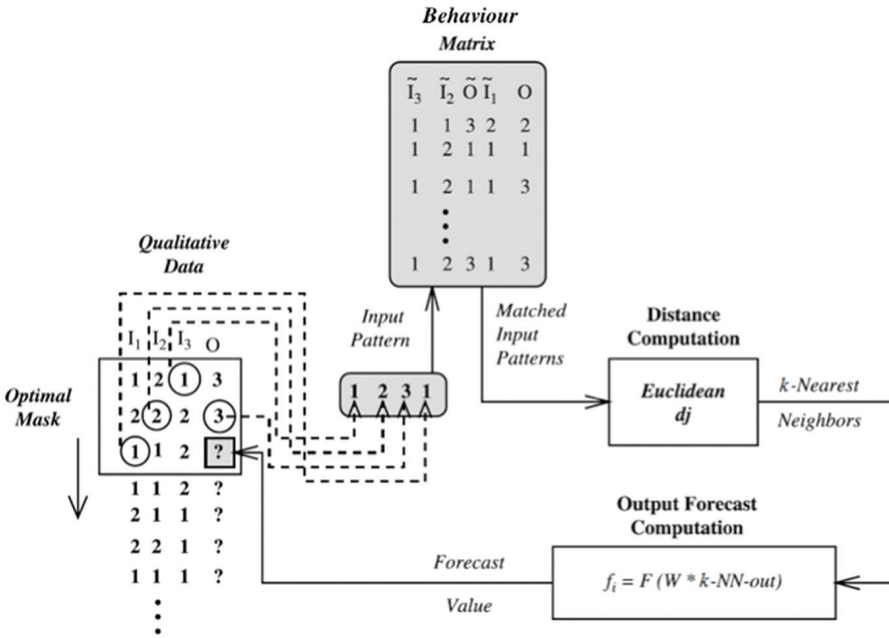 Behaviour
Matrix
Ĩ3 Ĩ2 Õ Ĩ1 O
1 1 3 2 2
1 2 1 1 1
1 2 1 1 3
1 2 3 1 3
Qualitative
Data
I1 I2 I3 O
1 2 1 3
2 2 2 3
1 1 2 ?
1 1 2 ?
2 1 1 ?
2 2 1 ?
1 1 1 ?
Optimal
Mask
Input
Pattern
1 2 3 1
Matched
Input
Patterns
Distance
Computation
Euclidean
dj
k-Nearest
Neighbors
Output Forecast
Computation
fi = F (W * k-NN-out)
Forecast
Value